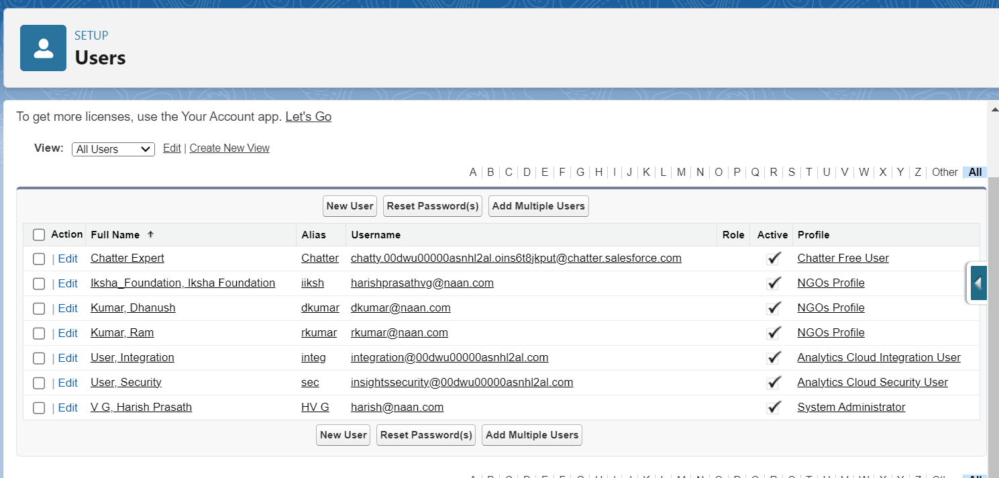 SETUP
Users
To get more licenses, use the Your Account app. Let's Go
View: All Users Edit | Create New View
A B C D E F G H I J K L M N O P Q R S T U V W X Y Z Other All
New User Reset Password(s) Add Multiple Users
Action Full Name ↑ Alias Username Role Active Profile
| Edit Chatter Expert Chatter chatty.00dwu00000asnhl2al.oins6t8jkput@chatter.salesforce.com Chatter Free User
| Edit Iksha_Foundation, Iksha Foundation iiksh harishprasathvg@naan.com NGOs Profile
| Edit Kumar, Dhanush dkumar dkumar@naan.com NGOs Profile
| Edit Kumar, Ram rkumar rkumar@naan.com NGOs Profile
| Edit User, Integration integ integration@00dwu00000asnhl2al.com Analytics Cloud Integration User
| Edit User, Security sec insightssecurity@00dwu00000asnhl2al.com Analytics Cloud Security User
| Edit V G, Harish Prasath HV G harish@naan.com System Administrator
New User Reset Password(s) Add Multiple Users